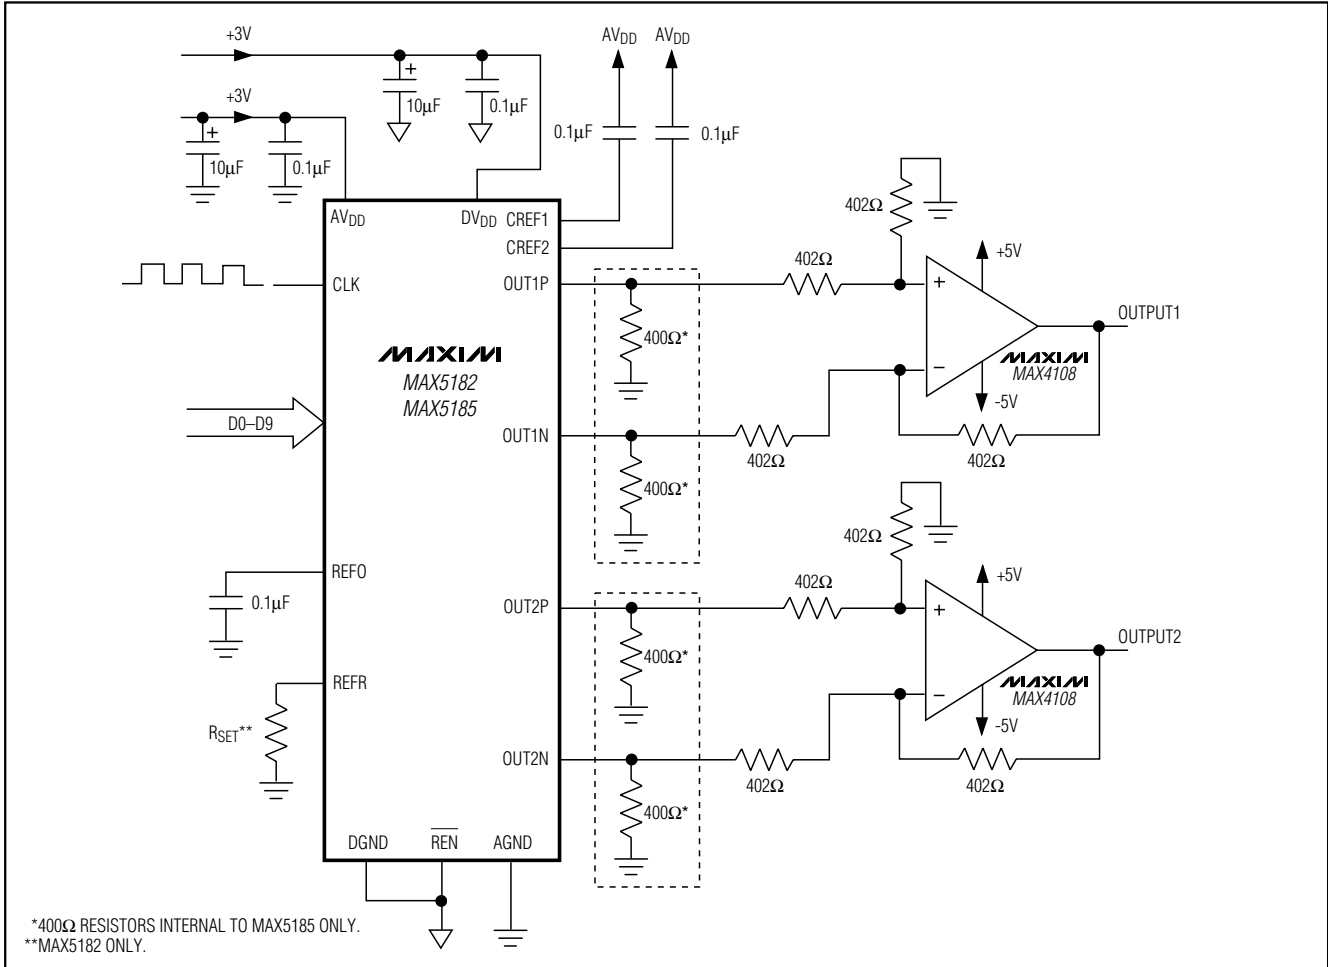 +3V
AVDD
AVDD
+
10µF
0.1µF
0.1µF
0.1µF
+3V
+
10µF
0.1µF
AVDD
DVDD
CREF1
CREF2
CLK
OUT1P
MAXIM
MAX5182
MAX5185
D0–D9
OUT1N
REFO
0.1µF
REFR
RSET**
OUT2P
OUT2N
DGND
REN
AGND
400Ω*
400Ω*
400Ω*
400Ω*
402Ω
402Ω
+
+5V
OUTPUT1
MAXIM
MAX4108
−
-5V
402Ω
402Ω
402Ω
402Ω
+
+5V
OUTPUT2
MAXIM
MAX4108
−
-5V
402Ω
402Ω
*400Ω RESISTORS INTERNAL TO MAX5185 ONLY.
**MAX5182 ONLY.